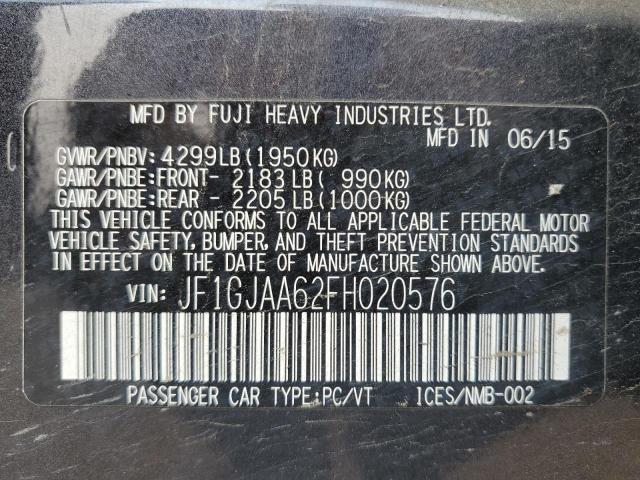 MFD BY FUJI HEAVY INDUSTRIES LTD.
MFD IN 06/15
GVWR/PNBV: 4299LB(1950KG)
GAWR/PNBE:FRONT- 2183LB( 990KG)
GAWR/PNBE:REAR - 2205LB(1000KG)
THIS VEHICLE CONFORMS TO ALL APPLICABLE FEDERAL MOTOR
VEHICLE SAFETY, BUMPER, AND THEFT PREVENTION STANDARDS
IN EFFECT ON THE DATE OF MANUFACTURE SHOWN ABOVE.
VIN: JF1GJAA62FH020576
PASSENGER CAR TYPE:PC/VT ICES/NMB-002